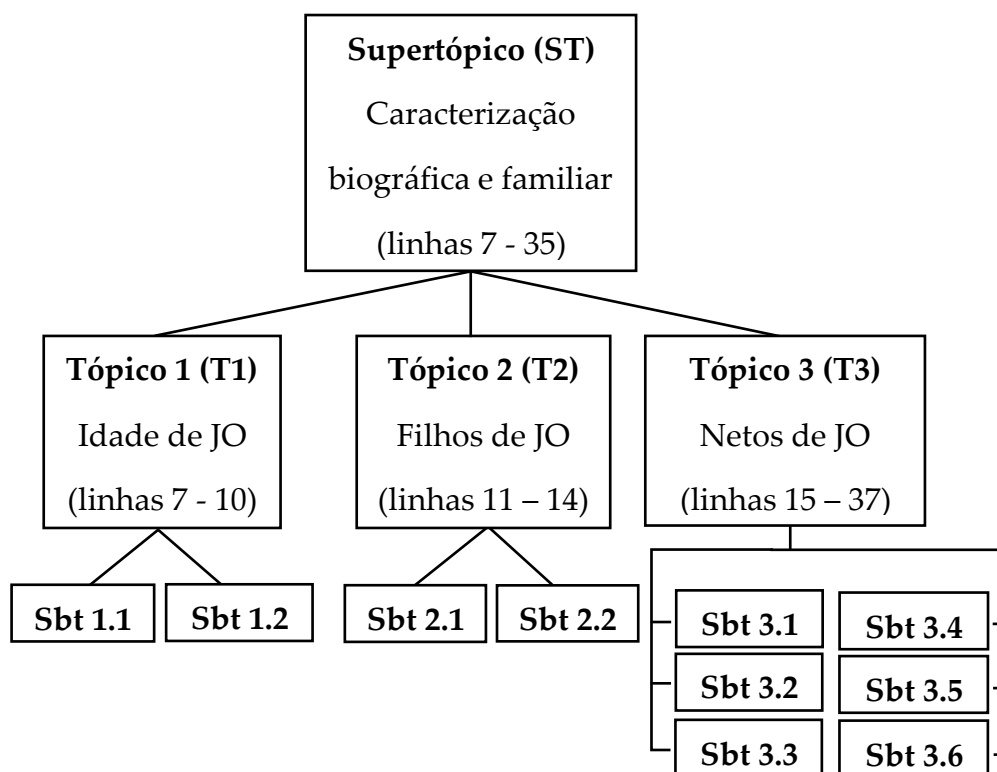 Supertópico (ST)
Caracterização
biográfica e familiar
(linhas 7 - 35)
Tópico 1 (T1)
Idade de JO
(linhas 7 - 10)
Tópico 2 (T2)
Filhos de JO
(linhas 11 – 14)
Tópico 3 (T3)
Netos de JO
(linhas 15 – 37)
Sbt 1.1
Sbt 1.2
Sbt 2.1
Sbt 2.2
Sbt 3.1
Sbt 3.4
Sbt 3.2
Sbt 3.5
Sbt 3.3
Sbt 3.6